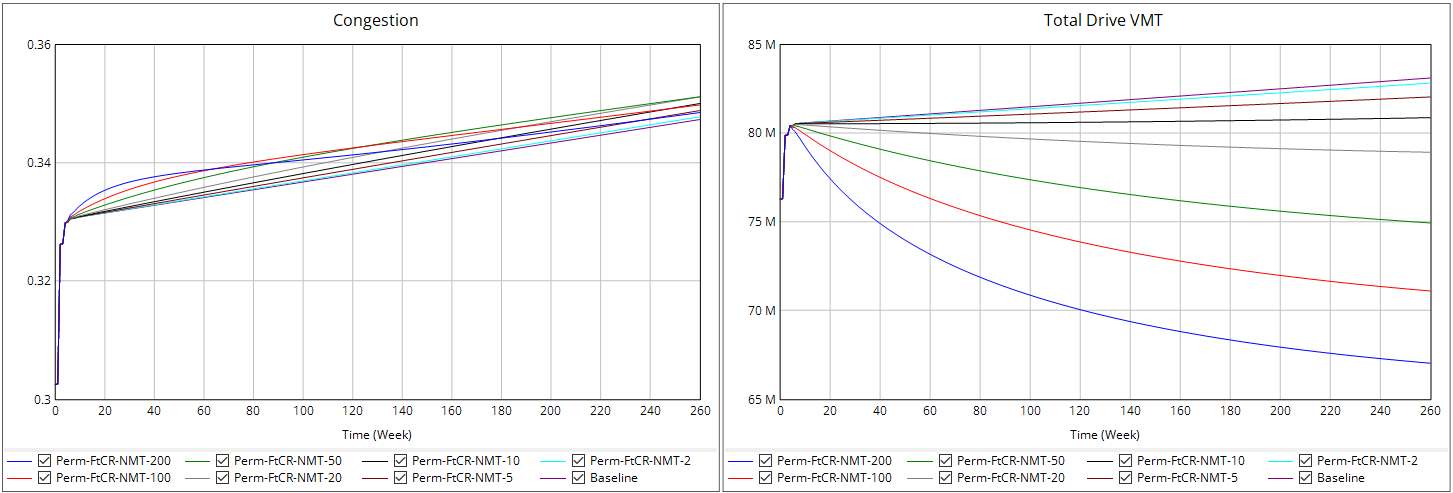 Congestion
0.36
0.34
0.32
0.3
0 20 40 60 80 100 120 140 160 180 200 220 240 260
Time (Week)
Perm-FtCR-NMT-200 Perm-FtCR-NMT-50 Perm-FtCR-NMT-10 Perm-FtCR-NMT-2
Perm-FtCR-NMT-100 Perm-FtCR-NMT-20 Perm-FtCR-NMT-5 Baseline
Total Drive VMT
85 M
80 M
75 M
70 M
65 M
0 20 40 60 80 100 120 140 160 180 200 220 240 260
Time (Week)
Perm-FtCR-NMT-200 Perm-FtCR-NMT-50 Perm-FtCR-NMT-10 Perm-FtCR-NMT-2
Perm-FtCR-NMT-100 Perm-FtCR-NMT-20 Perm-FtCR-NMT-5 Baseline